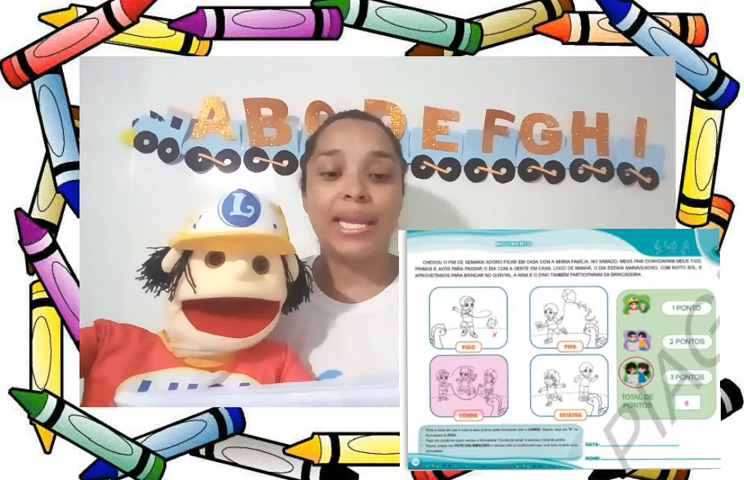 A B C D E F G H I
L
LUCI
MOVIMENTO
CHEGOU O FIM DE SEMANA! ADORO FICAR EM CASA COM A MINHA FAMÍLIA. NO SÁBADO, MEUS PAIS CONVIDARAM MEUS TIOS,
PRIMOS E AVÓS PARA PASSAR O DIA COM A GENTE EM CASA. LOGO DE MANHÃ, O DIA ESTAVA MARAVILHOSO, COM MUITO SOL, E
APROVEITAMOS PARA BRINCAR NO QUINTAL. A NINA E O DINO TAMBÉM PARTICIPARAM DA BRINCADEIRA.
X
PIÃO
PIPA
1 PONTO
2 PONTOS
3 PONTOS
CORDA
ESTÁTUA
TOTAL DE
PONTOS
6
DATA:
NOME:
PIAG